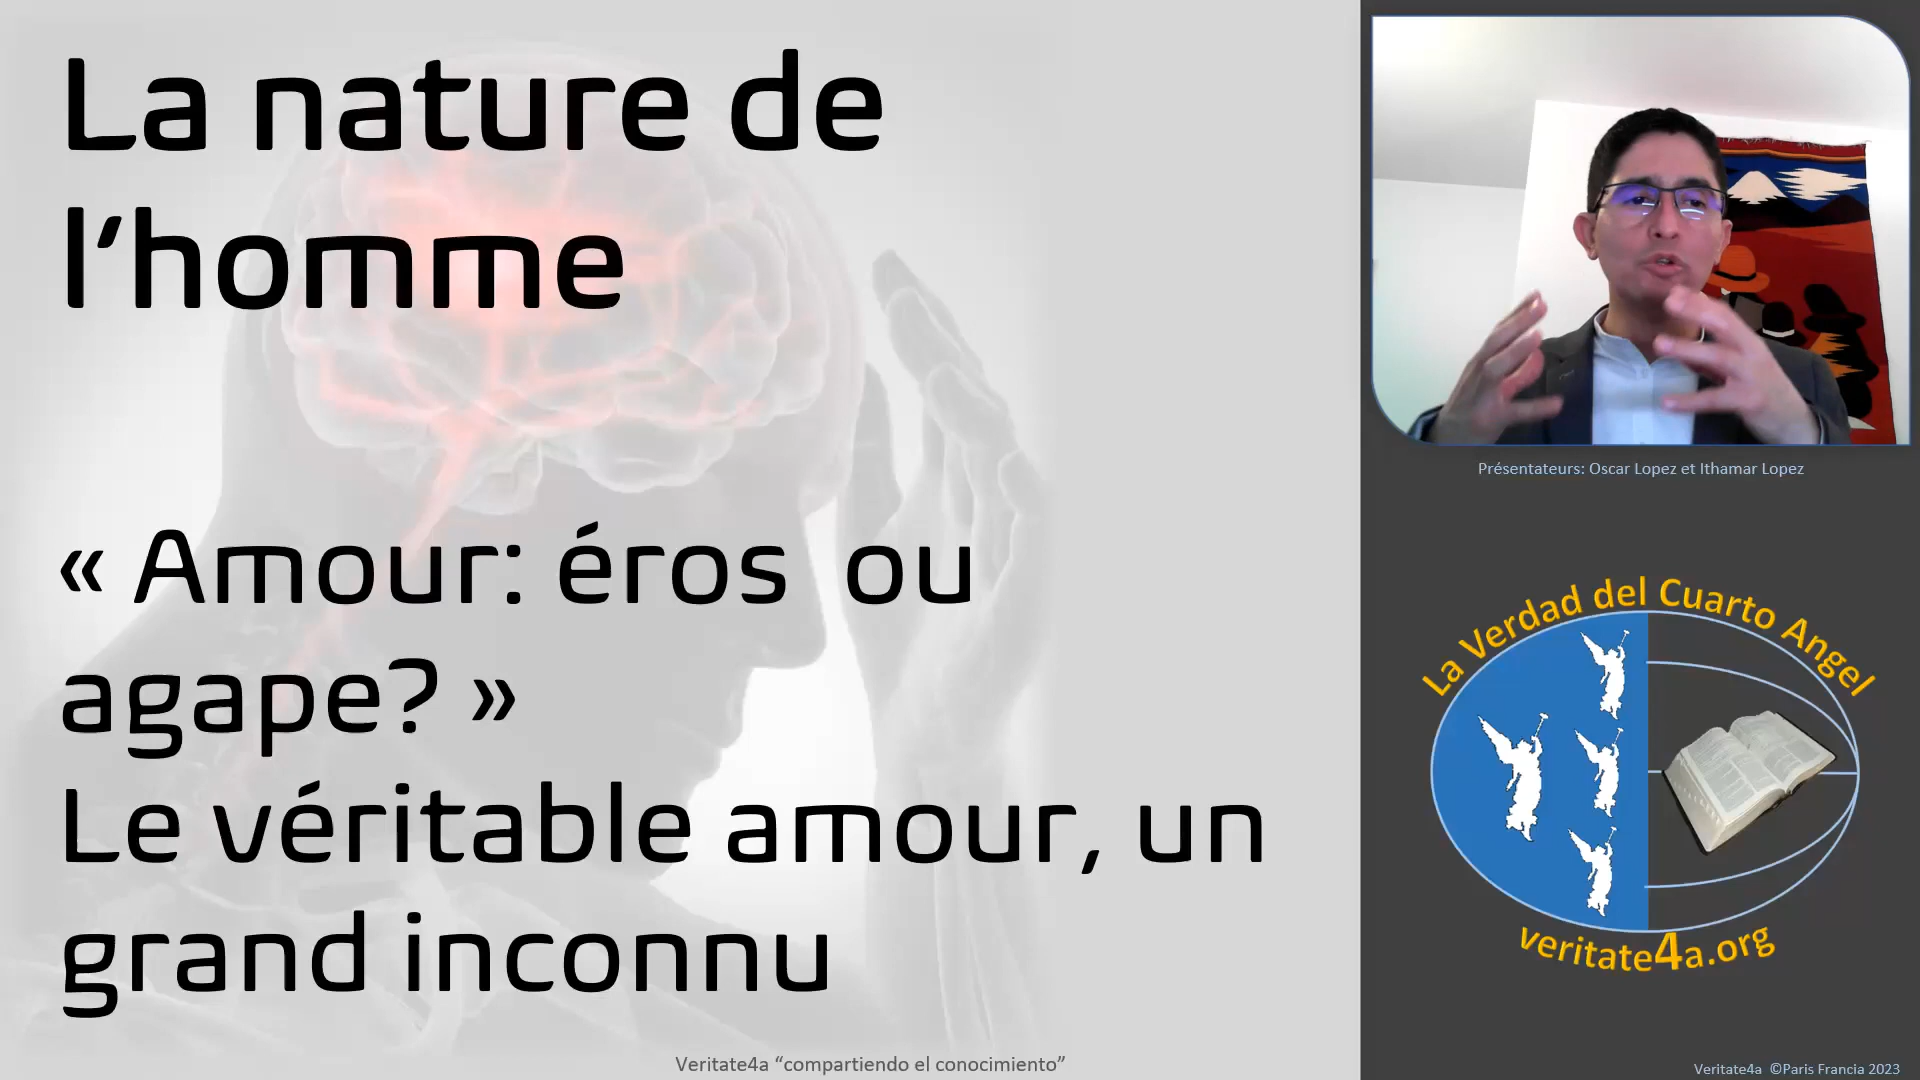 La nature de
l’homme
« Amour: éros ou
agape? »
Le véritable amour, un
grand inconnu
Veritate4a “compartiendo el conocimiento”
Présentateurs: Oscar Lopez et Ithamar Lopez
La Verdad del Cuarto Angel
veritate4a.org
Veritate4a ©Paris Francia 2023